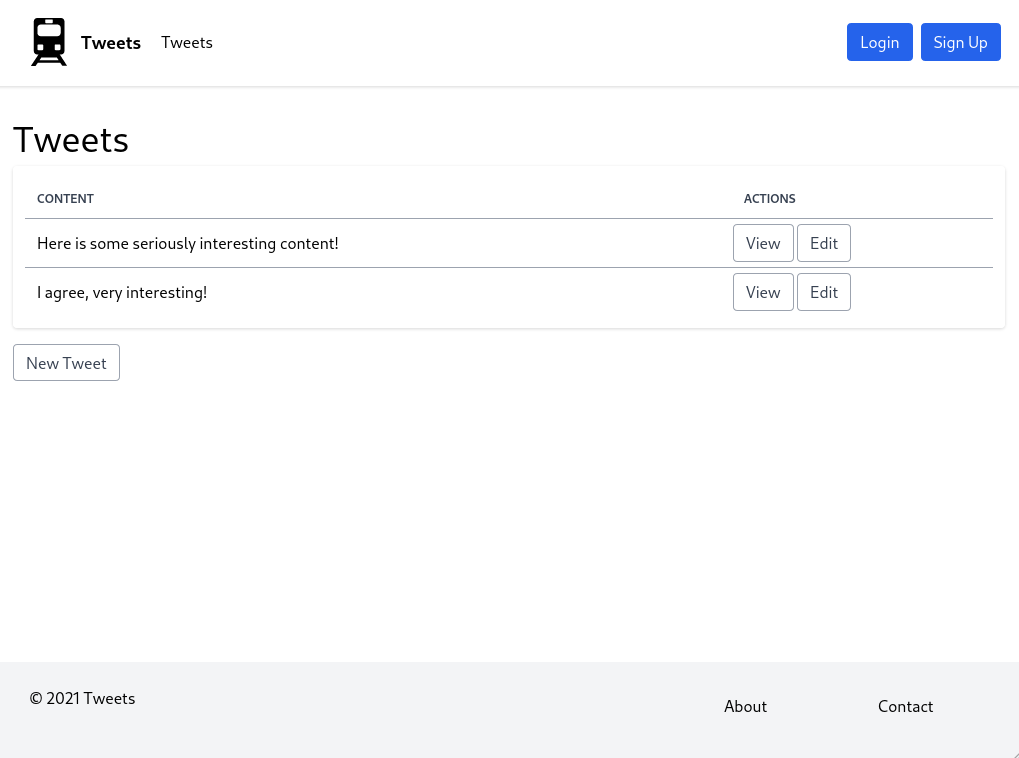 Tweets Tweets Login Sign Up
Tweets
CONTENT ACTIONS
Here is some seriously interesting content! View Edit
I agree, very interesting! View Edit
New Tweet
© 2021 Tweets About Contact